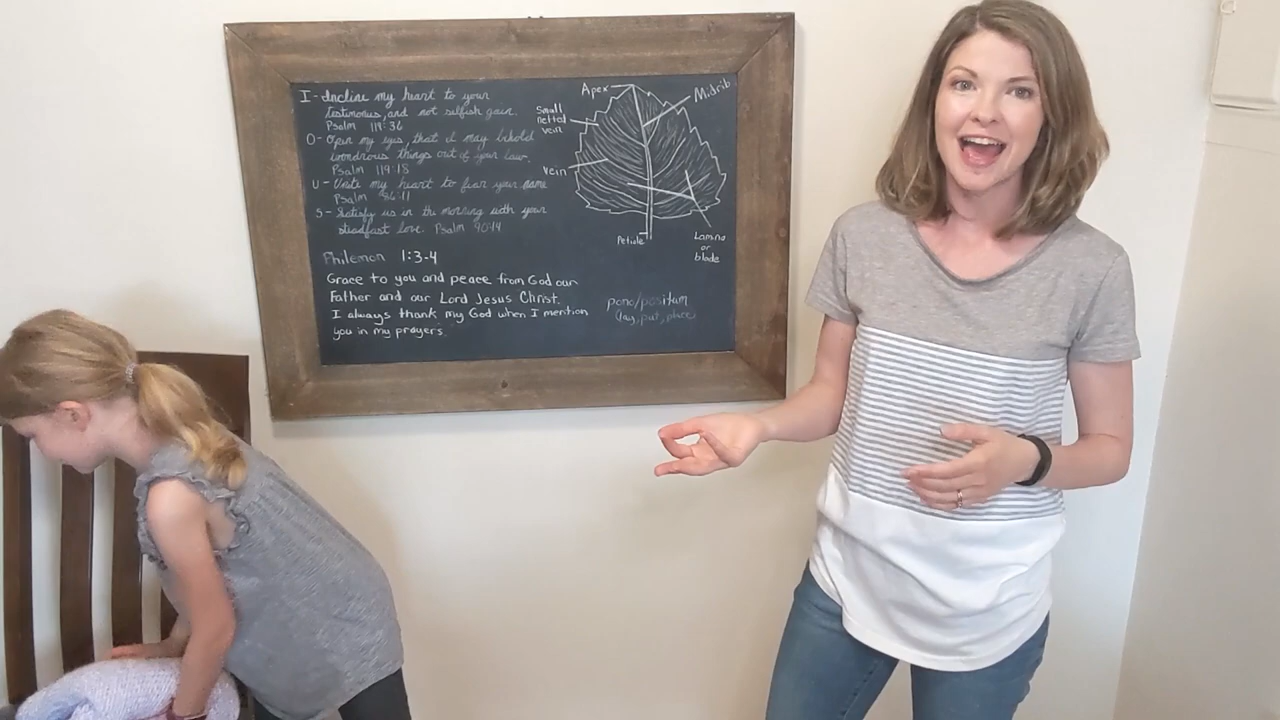 I - Incline my heart to your
testimonies, and not selfish gain.
Psalm 119:36
O - Open my eyes, that I may behold
wondrous things out of your law.
Psalm 119:18
U - Unite my heart to fear your name
Psalm 86:11
S - Satisfy us in the morning with your
steadfast love. Psalm 90:14
Philemon 1:3-4
Grace to you and peace from God our
Father and our Lord Jesus Christ.
I always thank my God when I mention
you in my prayers.
Apex
Midrib
Small
netted
vein
vein
Petiole
Lamina
or
blade
pono/positum
(lay, put, place)